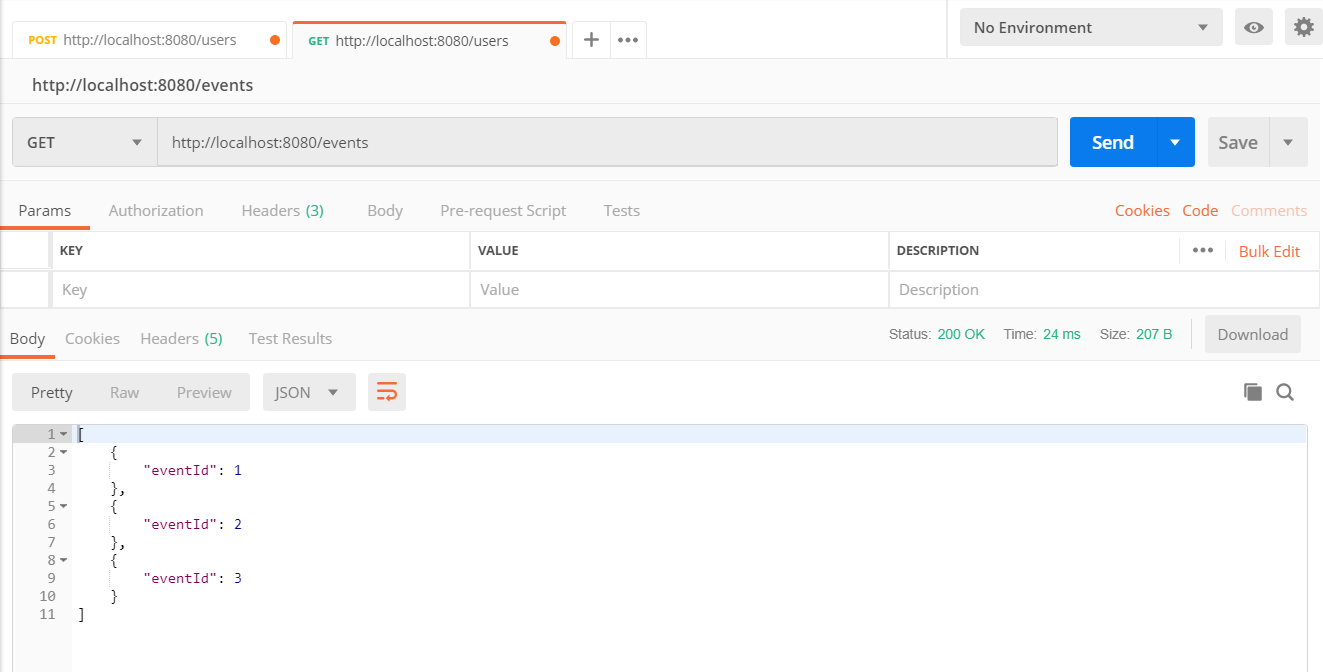 POST http://localhost:8080/users GET http://localhost:8080/users No Environment
http://localhost:8080/events
GET http://localhost:8080/events Send Save
Params Authorization Headers (3) Body Pre-request Script Tests Cookies Code Comments
KEY VALUE DESCRIPTION Bulk Edit
Key Value Description
Body Cookies Headers (5) Test Results Status: 200 OK Time: 24 ms Size: 207 B Download
Pretty Raw Preview JSON
1 [
2 {
3 "eventId": 1
4 },
5 {
6 "eventId": 2
7 },
8 {
9 "eventId": 3
10 }
11 ]